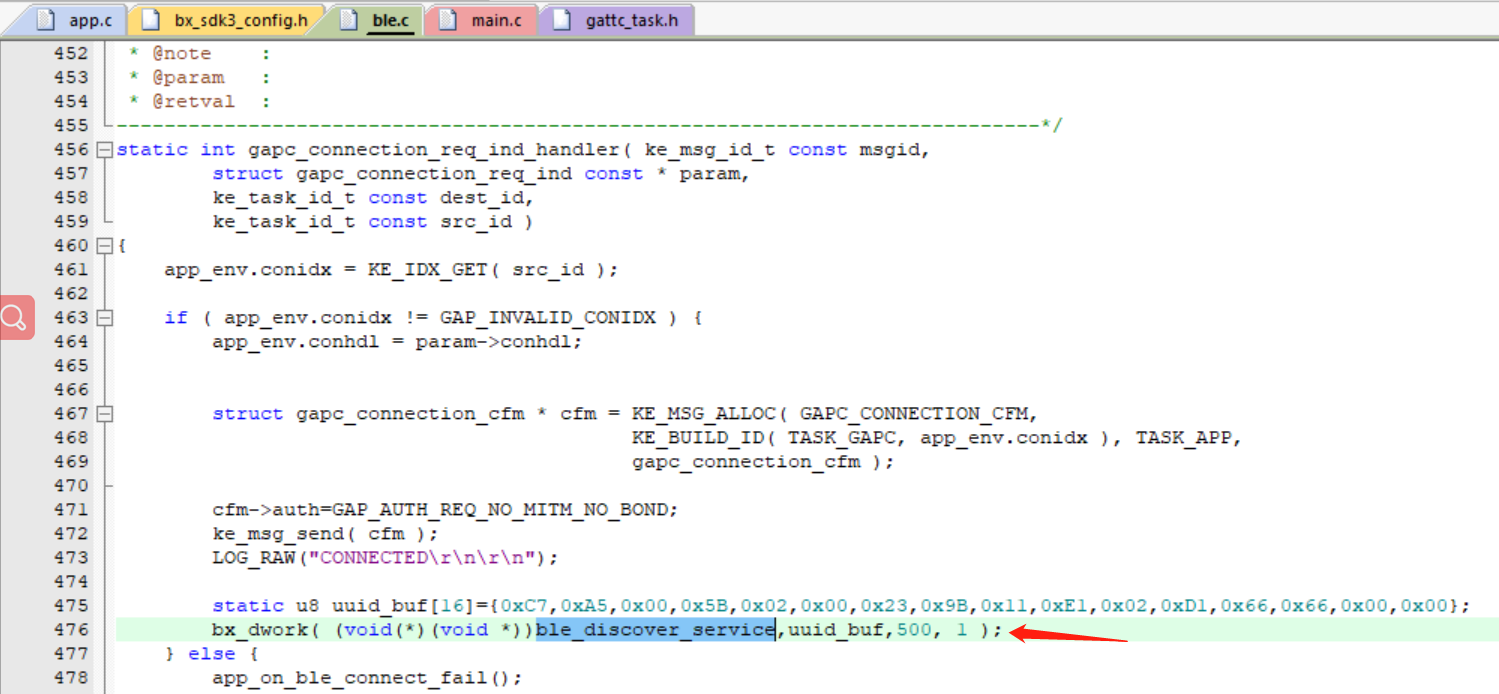 app.c bx_sdk3_config.h ble.c main.c gattc_task.h
452 * @note :
453 * @param :
454 * @retval :
455 -----------------------------------------------------------------------------*/
456 static int gapc_connection_req_ind_handler( ke_msg_id_t const msgid,
457 struct gapc_connection_req_ind const * param,
458 ke_task_id_t const dest_id,
459 ke_task_id_t const src_id )
460 {
461 app_env.conidx = KE_IDX_GET( src_id );
462
463 if ( app_env.conidx != GAP_INVALID_CONIDX ) {
464 app_env.conhdl = param->conhdl;
465
466
467 struct gapc_connection_cfm * cfm = KE_MSG_ALLOC( GAPC_CONNECTION_CFM,
468 KE_BUILD_ID( TASK_GAPC, app_env.conidx ), TASK_APP,
469 gapc_connection_cfm );
470
471 cfm->auth=GAP_AUTH_REQ_NO_MITM_NO_BOND;
472 ke_msg_send( cfm );
473 LOG_RAW("CONNECTED\r\n\r\n");
474
475 static u8 uuid_buf[16]={0xC7,0xA5,0x00,0x5B,0x02,0x00,0x23,0x9B,0x11,0xE1,0x02,0xD1,0x66,0x66,0x00,0x00};
476 bx_dwork( (void(*)(void *))ble_discover_service,uuid_buf,500, 1 );
477 } else {
478 app_on_ble_connect_fail();